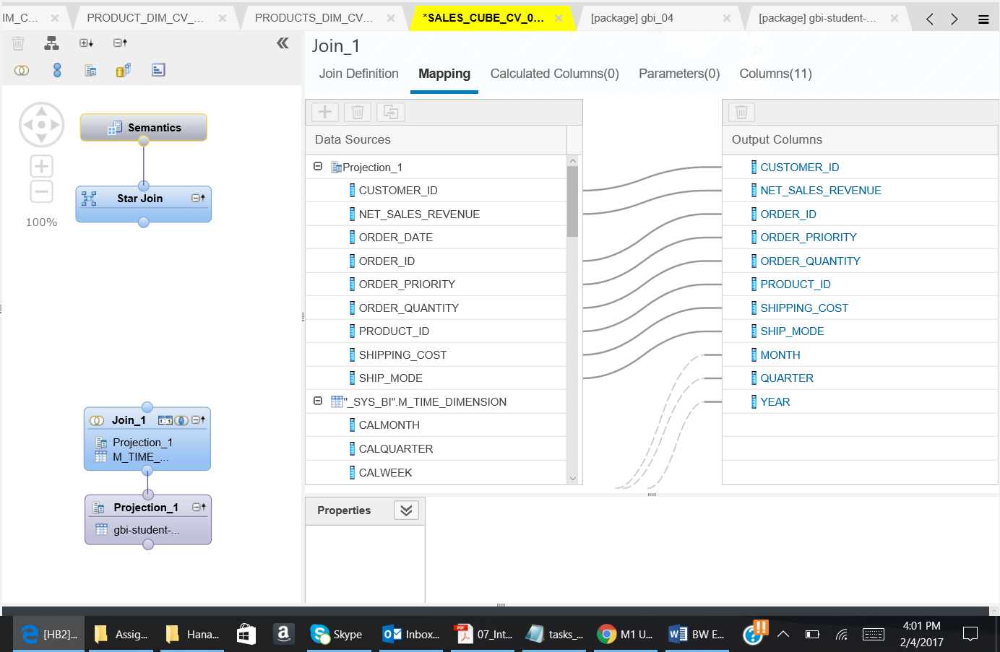 IM_C... × PRODUCT_DIM_CV_... × PRODUCTS_DIM_CV... × *SALES_CUBE_CV_0... × [package] gbi_04 × [package] gbi-student-... ×
Join_1
Join Definition Mapping Calculated Columns(0) Parameters(0) Columns(11)
100%
Semantics
Star Join
Join_1
Projection_1
M_TIME_...
Projection_1
gbi-student-...
Data Sources
Projection_1
CUSTOMER_ID
NET_SALES_REVENUE
ORDER_DATE
ORDER_ID
ORDER_PRIORITY
ORDER_QUANTITY
PRODUCT_ID
SHIPPING_COST
SHIP_MODE
"_SYS_BI".M_TIME_DIMENSION
CALMONTH
CALQUARTER
CALWEEK
Output Columns
CUSTOMER_ID
NET_SALES_REVENUE
ORDER_ID
ORDER_PRIORITY
ORDER_QUANTITY
PRODUCT_ID
SHIPPING_COST
SHIP_MODE
MONTH
QUARTER
YEAR
Properties
[HB2]... Assig... Hana... Skype Inbox... 07_Int... tasks_... M1 U... BW E...
4:01 PM
2/4/2017